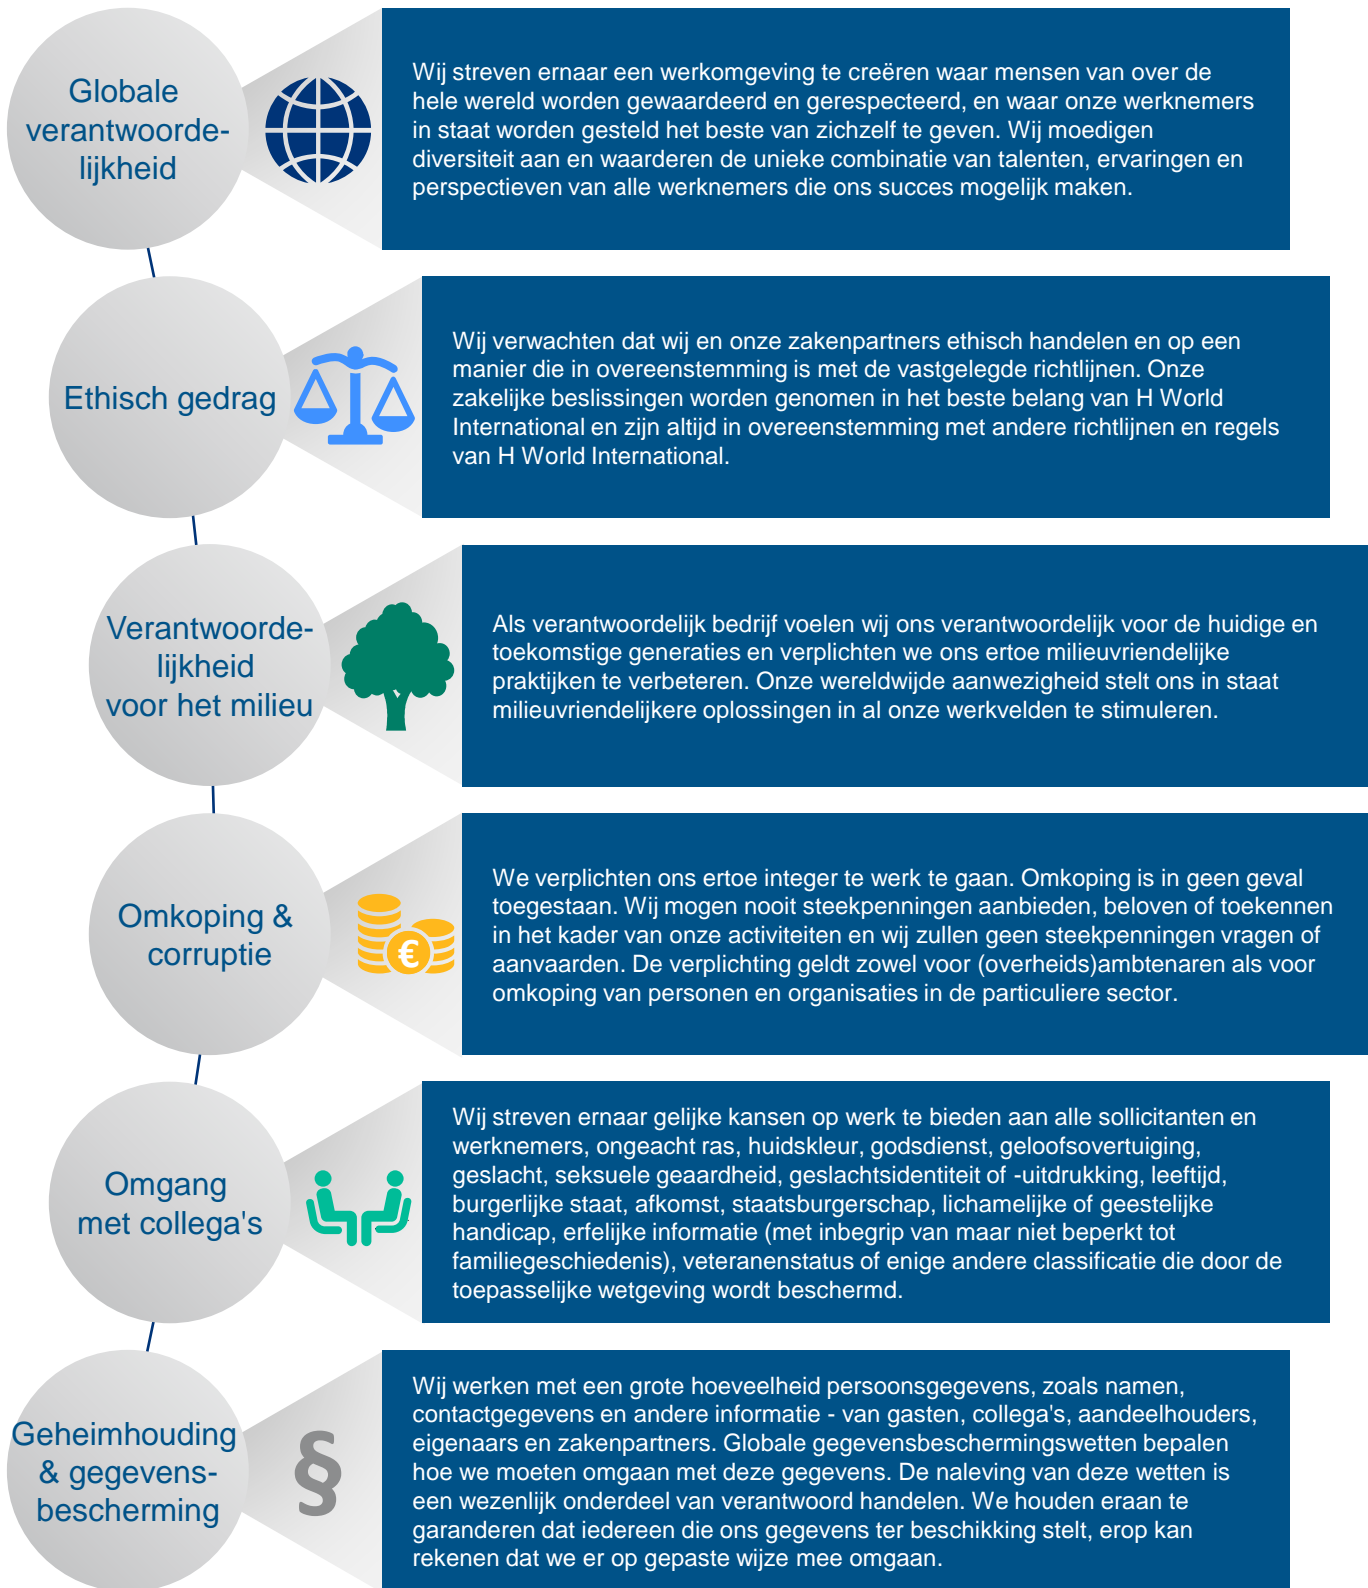 Globale
verantwoorde-
lijkheid
Wij streven ernaar een werkomgeving te creëren waar mensen van over de
hele wereld worden gewaardeerd en gerespecteerd, en waar onze werknemers
in staat worden gesteld het beste van zichzelf te geven. Wij moedigen
diversiteit aan en waarderen de unieke combinatie van talenten, ervaringen en
perspectieven van alle werknemers die ons succes mogelijk maken.
Ethisch gedrag
Wij verwachten dat wij en onze zakenpartners ethisch handelen en op een
manier die in overeenstemming is met de vastgelegde richtlijnen. Onze
zakelijke beslissingen worden genomen in het beste belang van H World
International en zijn altijd in overeenstemming met andere richtlijnen en regels
van H World International.
Verantwoorde-
lijkheid
voor het milieu
Als verantwoordelijk bedrijf voelen wij ons verantwoordelijk voor de huidige en
toekomstige generaties en verplichten we ons ertoe milieuvriendelijke
praktijken te verbeteren. Onze wereldwijde aanwezigheid stelt ons in staat
milieuvriendelijkere oplossingen in al onze werkvelden te stimuleren.
Omkoping &
corruptie
€
We verplichten ons ertoe integer te werk te gaan. Omkoping is in geen geval
toegestaan. Wij mogen nooit steekpenningen aanbieden, beloven of toekennen
in het kader van onze activiteiten en wij zullen geen steekpenningen vragen of
aanvaarden. De verplichting geldt zowel voor (overheids)ambtenaren als voor
omkoping van personen en organisaties in de particuliere sector.
Omgang
met collega's
Wij streven ernaar gelijke kansen op werk te bieden aan alle sollicitanten en
werknemers, ongeacht ras, huidskleur, godsdienst, geloofsovertuiging,
geslacht, seksuele geaardheid, geslachtsidentiteit of -uitdrukking, leeftijd,
burgerlijke staat, afkomst, staatsburgerschap, lichamelijke of geestelijke
handicap, erfelijke informatie (met inbegrip van maar niet beperkt tot
familiegeschiedenis), veteranenstatus of enige andere classificatie die door de
toepasselijke wetgeving wordt beschermd.
Geheimhouding
& gegevens-
bescherming
§
Wij werken met een grote hoeveelheid persoonsgegevens, zoals namen,
contactgegevens en andere informatie - van gasten, collega's, aandeelhouders,
eigenaars en zakenpartners. Globale gegevensbeschermingswetten bepalen
hoe we moeten omgaan met deze gegevens. De naleving van deze wetten is
een wezenlijk onderdeel van verantwoord handelen. We houden eraan te
garanderen dat iedereen die ons gegevens ter beschikking stelt, erop kan
rekenen dat we er op gepaste wijze mee omgaan.